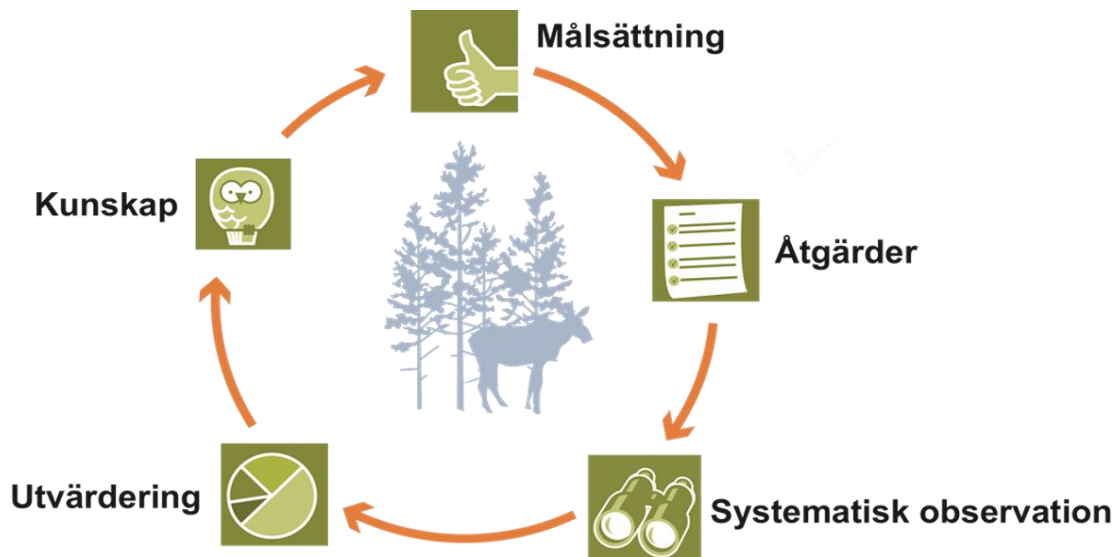 Målsättning
Åtgärder
Systematisk observation
Utvärdering
Kunskap